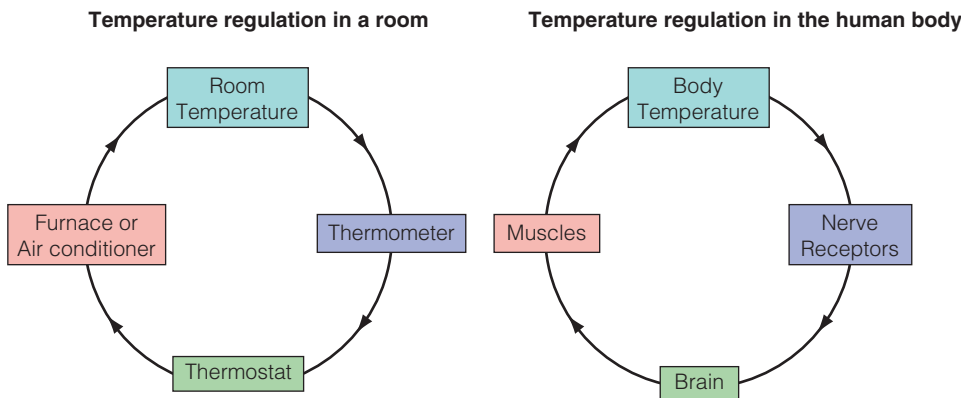 Temperature regulation in a room
Room
Temperature
Furnace or
Air conditioner
Thermometer
Thermostat
Temperature regulation in the human body
Body
Temperature
Muscles
Nerve
Receptors
Brain